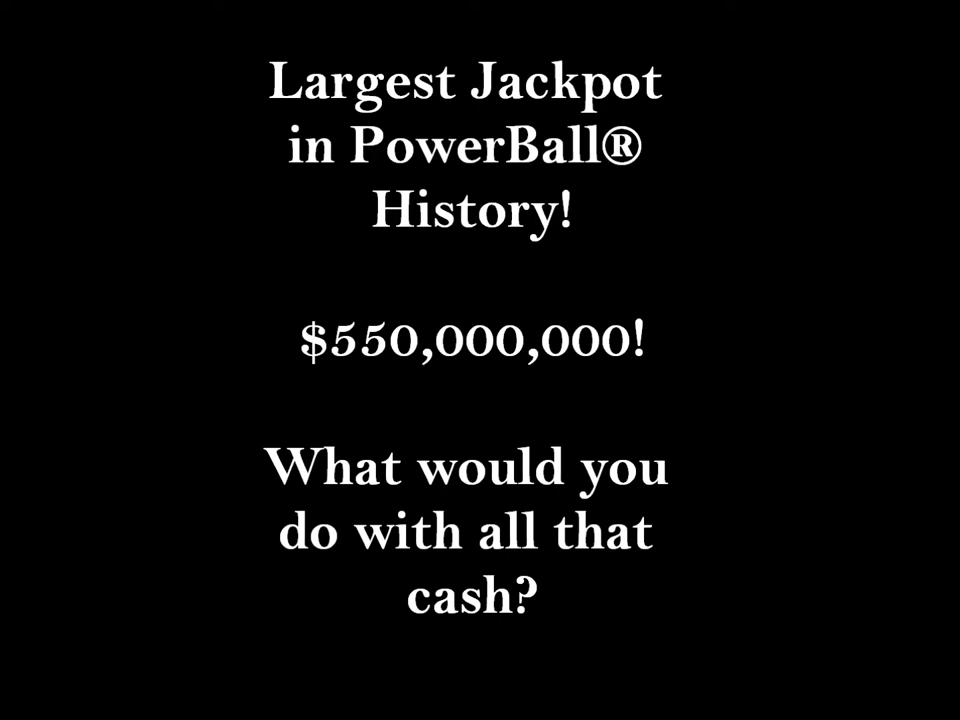 Largest Jackpot
in PowerBall®
History!
$550,000,000!
What would you
do with all that
cash?